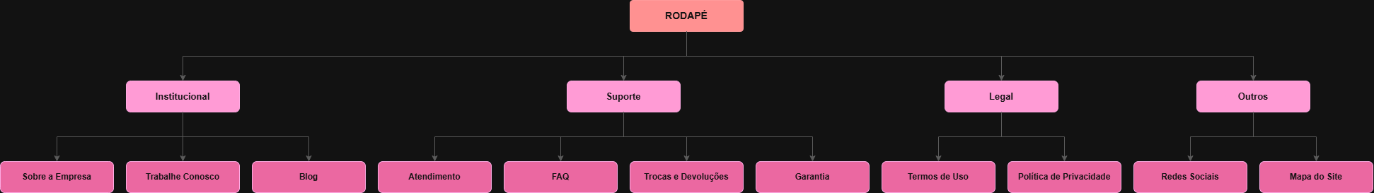 RODAPÉ
Institucional
Suporte
Legal
Outros
Sobre a Empresa
Trabalhe Conosco
Blog
Atendimento
FAQ
Trocas e Devoluções
Garantia
Termos de Uso
Política de Privacidade
Redes Sociais
Mapa do Site